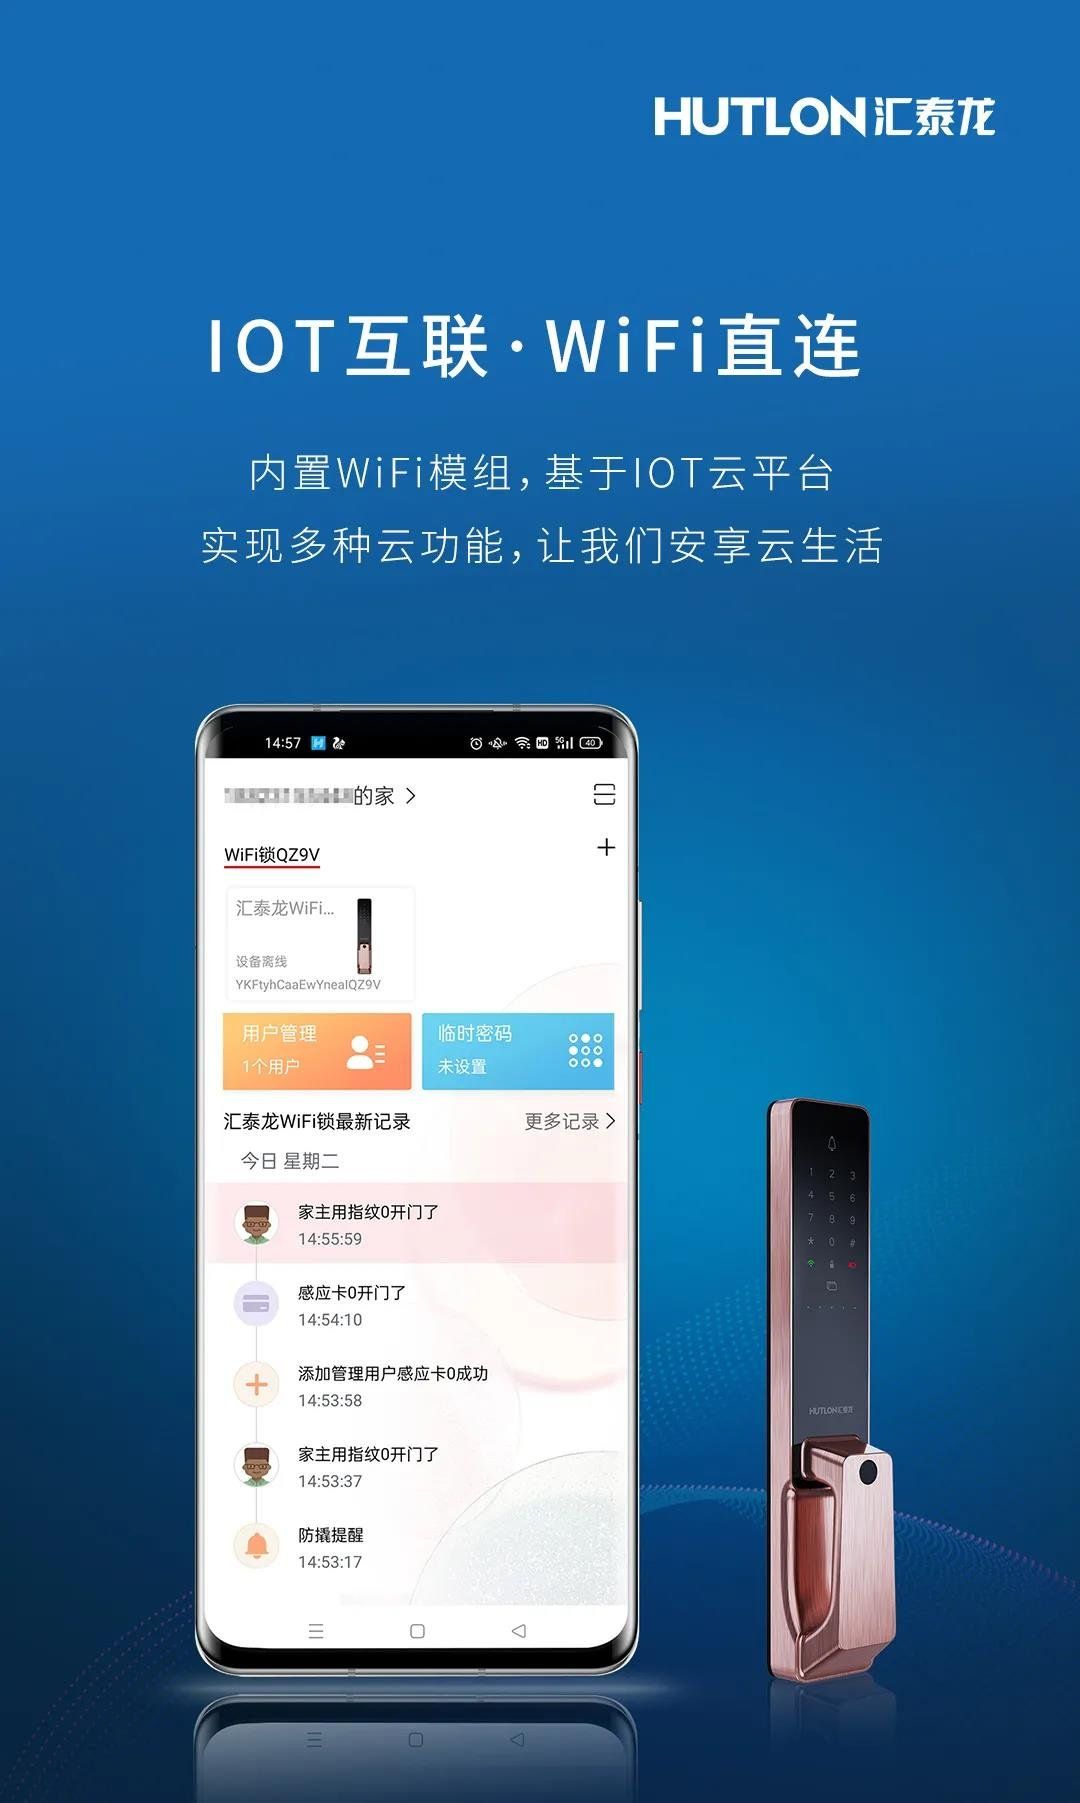 HUTLON汇泰龙
IOT互联·WiFi直连
内置WiFi模组，基于IOT云平台
实现多种云功能，让我们安享云生活
14:57
HD 5G 40
的家 >
WiFi锁QZ9V
+
汇泰龙WiFi...
设备离线
YKFtyhCaaEwYnealQZ9V
用户管理
1个用户
临时密码
未设置
汇泰龙WiFi锁最新记录
更多记录 >
今日 星期二
家主用指纹0开门了
14:55:59
感应卡0开门了
14:54:10
添加管理用户感应卡0成功
14:53:58
家主用指纹0开门了
14:53:37
防撬提醒
14:53:17
1 2 3
4 5 6
7 8 9
* 0 #
HUTLON汇泰龙